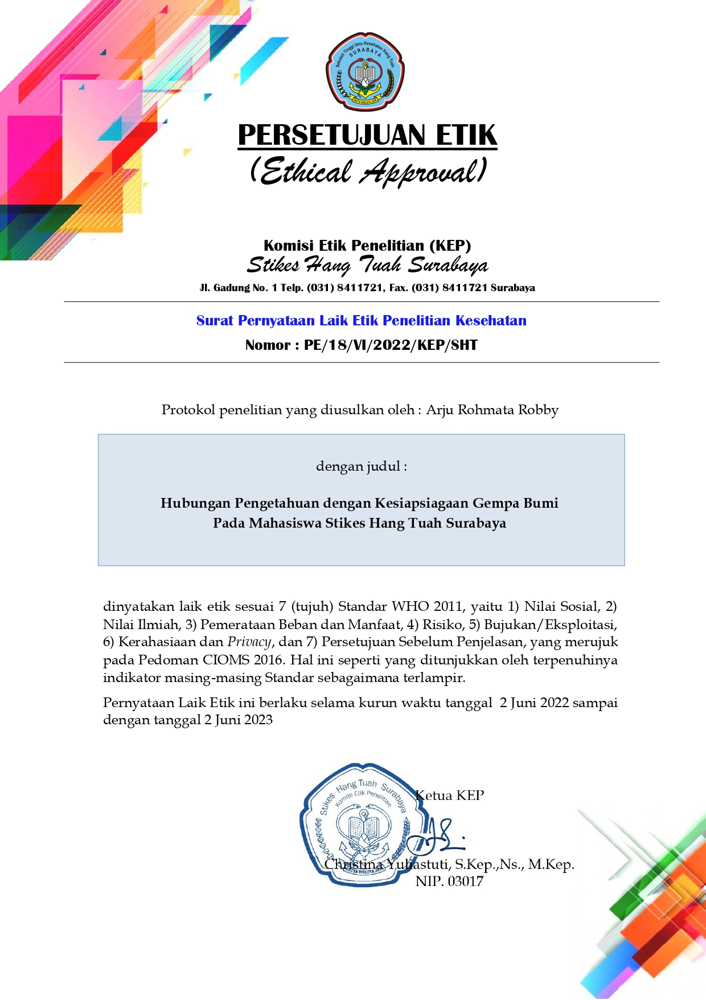 Sekolah Tinggi Ilmu Kesehatan Hang Tuah
SURABAYA
SATYA WALUYA JAYA
PERSETUJUAN ETIK
(Ethical Approval)
Komisi Etik Penelitian (KEP)
Stikes Hang Tuah Surabaya
Jl. Gadung No. 1 Telp. (031) 8411721, Fax. (031) 8411721 Surabaya
Surat Pernyataan Laik Etik Penelitian Kesehatan
Nomor : PE/18/VI/2022/KEP/SHT
Protokol penelitian yang diusulkan oleh : Arju Rohmata Robby
dengan judul :
Hubungan Pengetahuan dengan Kesiapsiagaan Gempa Bumi
Pada Mahasiswa Stikes Hang Tuah Surabaya
dinyatakan laik etik sesuai 7 (tujuh) Standar WHO 2011, yaitu 1) Nilai Sosial, 2)
Nilai Ilmiah, 3) Pemerataan Beban dan Manfaat, 4) Risiko, 5) Bujukan/Eksploitasi,
6) Kerahasiaan dan Privacy, dan 7) Persetujuan Sebelum Penjelasan, yang merujuk
pada Pedoman CIOMS 2016. Hal ini seperti yang ditunjukkan oleh terpenuhinya
indikator masing-masing Standar sebagaimana terlampir.
Pernyataan Laik Etik ini berlaku selama kurun waktu tanggal 2 Juni 2022 sampai
dengan tanggal 2 Juni 2023
Stikes Hang Tuah Surabaya
Komite Etik Penelitian
SATYA WALUYA JAYA
Ketua KEP
Christina Yuliastuti, S.Kep.,Ns., M.Kep.
NIP. 03017